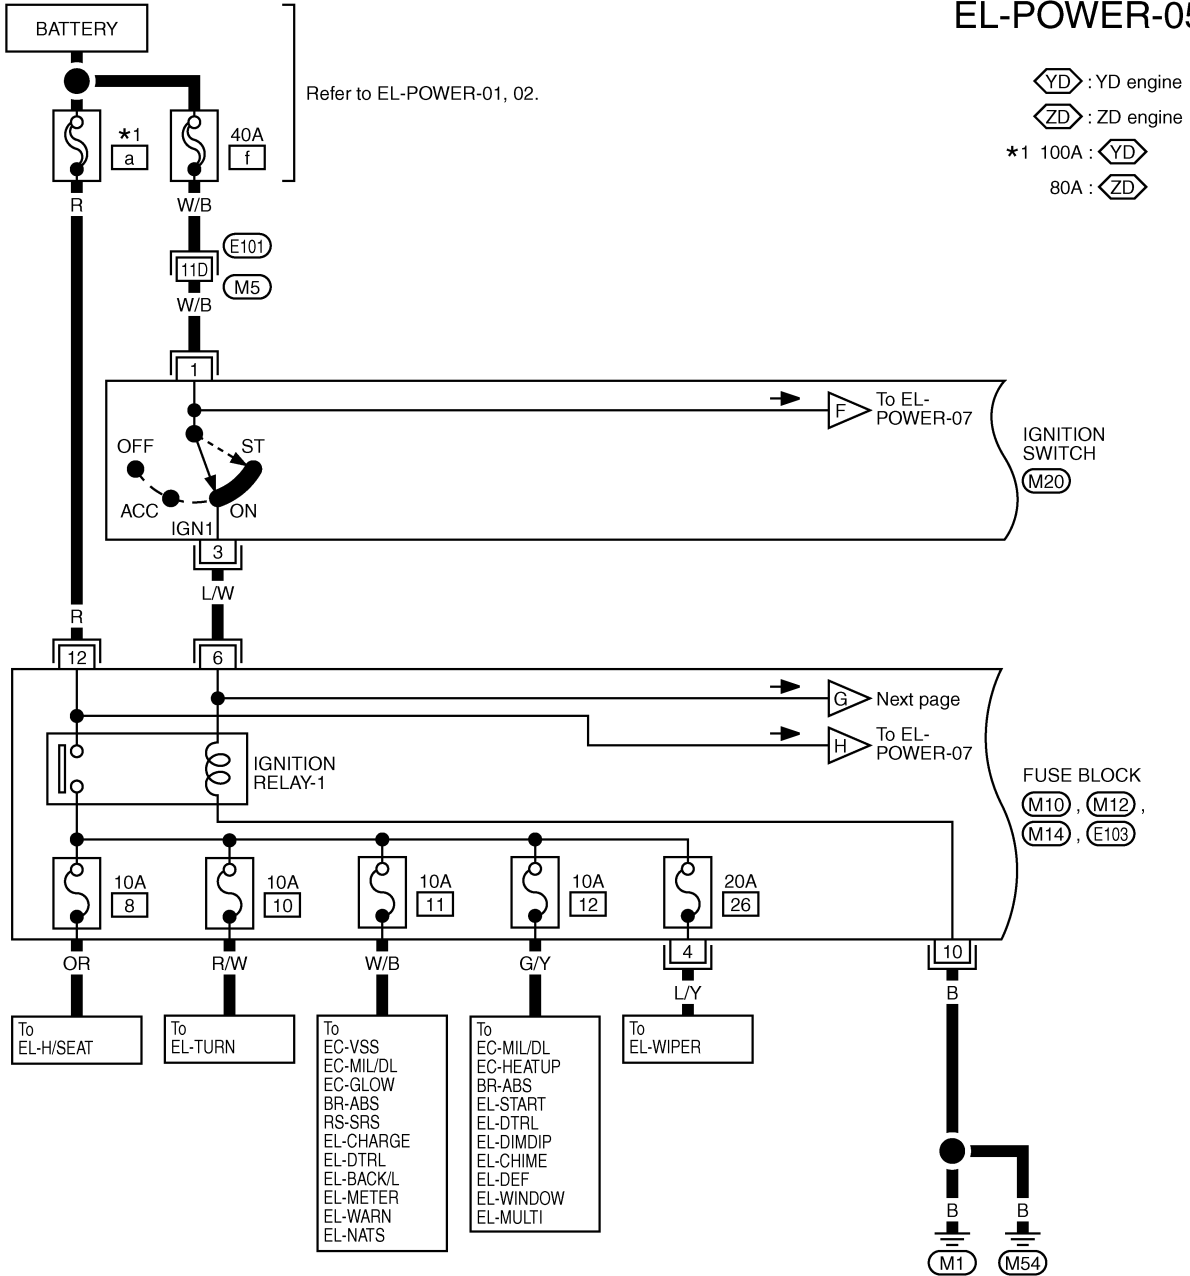 EL-POWER-05
BATTERY
Refer to EL-POWER-01, 02.
YD : YD engine
ZD : ZD engine
*1 100A : YD
80A : ZD
*1
a
40A
f
R
W/B
E101
11D
M5
W/B
1
F
To EL-
POWER-07
OFF
ST
ACC
ON
IGN1
IGNITION
SWITCH
M20
3
L/W
R
12
6
G
Next page
H
To EL-
POWER-07
IGNITION
RELAY-1
FUSE BLOCK
M10 , M12 ,
M14 , E103
10A
8
10A
10
10A
11
10A
12
20A
26
4
10
OR
R/W
W/B
G/Y
L/Y
B
To
EL-H/SEAT
To
EL-TURN
To
EC-VSS
EC-MIL/DL
EC-GLOW
BR-ABS
RS-SRS
EL-CHARGE
EL-DTRL
EL-BACK/L
EL-METER
EL-WARN
EL-NATS
To
EC-MIL/DL
EC-HEATUP
BR-ABS
EL-START
EL-DTRL
EL-DIMDIP
EL-CHIME
EL-DEF
EL-WINDOW
EL-MULTI
To
EL-WIPER
B
B
M1
M54